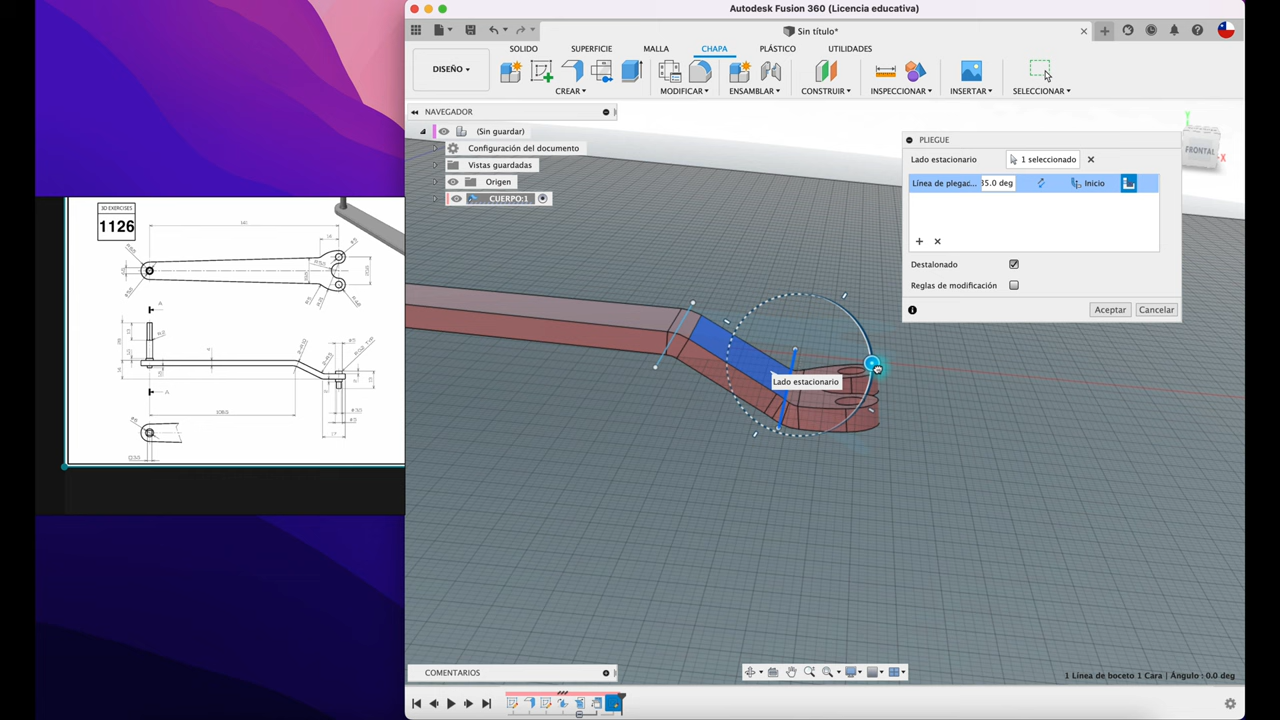 Autodesk Fusion 360 (Licencia educativa)
Sin título*
SOLIDO SUPERFICIE MALLA CHAPA PLÁSTICO UTILIDADES
DISEÑO
CREAR MODIFICAR ENSAMBLAR CONSTRUIR INSPECCIONAR INSERTAR SELECCIONAR
NAVEGADOR
(Sin guardar)
Configuración del documento
Vistas guardadas
Origen
CUERPO:1
FRONTAL
Y
X
PLIEGUE
Lado estacionario 1 seleccionado
Línea de plegac... 35.0 deg Inicio
Destalonado
Reglas de modificación
Aceptar Cancelar
Lado estacionario
3D EXERCISES
1126
COMENTARIOS
1 Línea de boceto 1 Cara | Ángulo : 0.0 deg